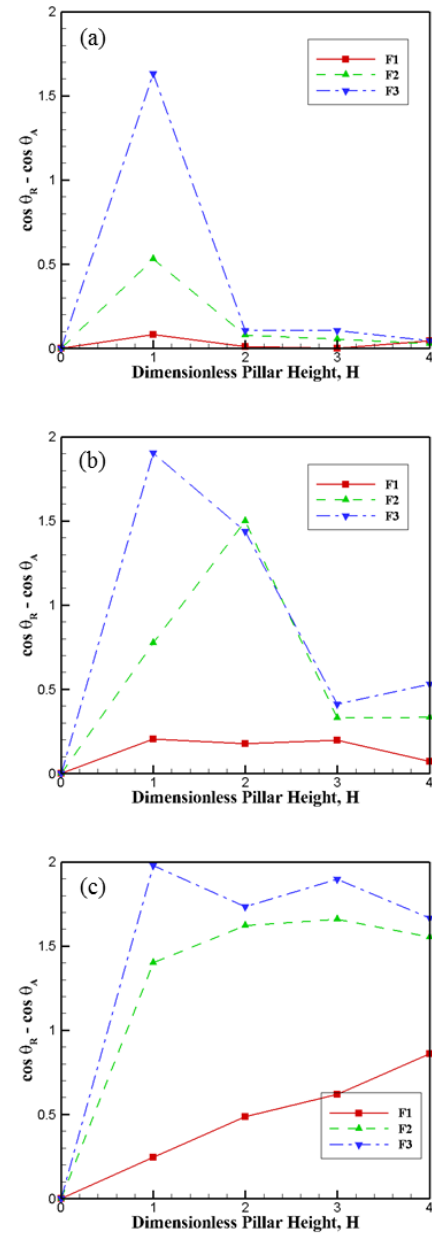 2
(a)
F1
F2
F3
1.5
cos θR - cos θA
1
0.5
0
0 1 2 3 4
Dimensionless Pillar Height, H
2
(b)
F1
F2
F3
1.5
cos θR - cos θA
1
0.5
0
0 1 2 3 4
Dimensionless Pillar Height, H
2
(c)
1.5
cos θR - cos θA
1
0.5
F1
F2
F3
0
0 1 2 3 4
Dimensionless Pillar Height, H